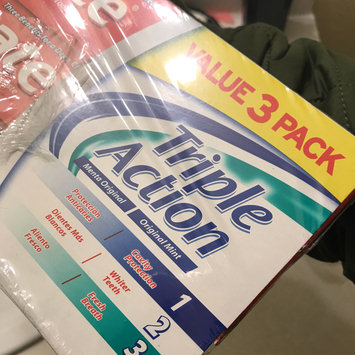 ate
VALUE 3 PACK
Triple
Action
Menta Original
Original Mint
Protección
Anticaries
Cavity
Protection
1
Dientes Más
Blancos
Whiter
Teeth
2
Aliento
Fresco
Fresh
Breath
3